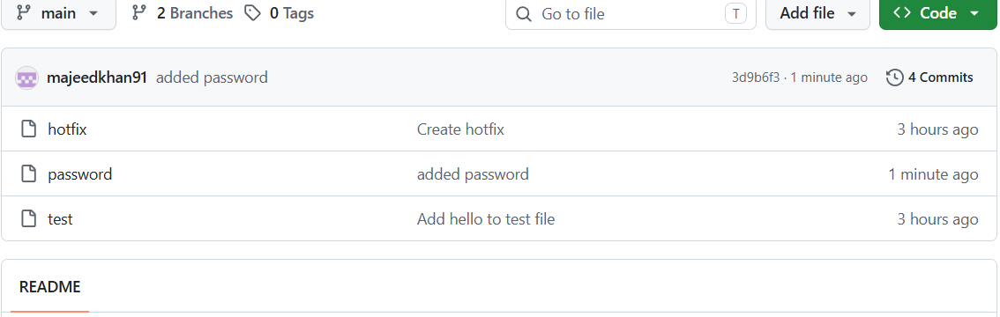 main 2 Branches 0 Tags Go to file T Add file Code
majeedkhan91 added password 3d9b6f3 · 1 minute ago 4 Commits
hotfix Create hotfix 3 hours ago
password added password 1 minute ago
test Add hello to test file 3 hours ago
README